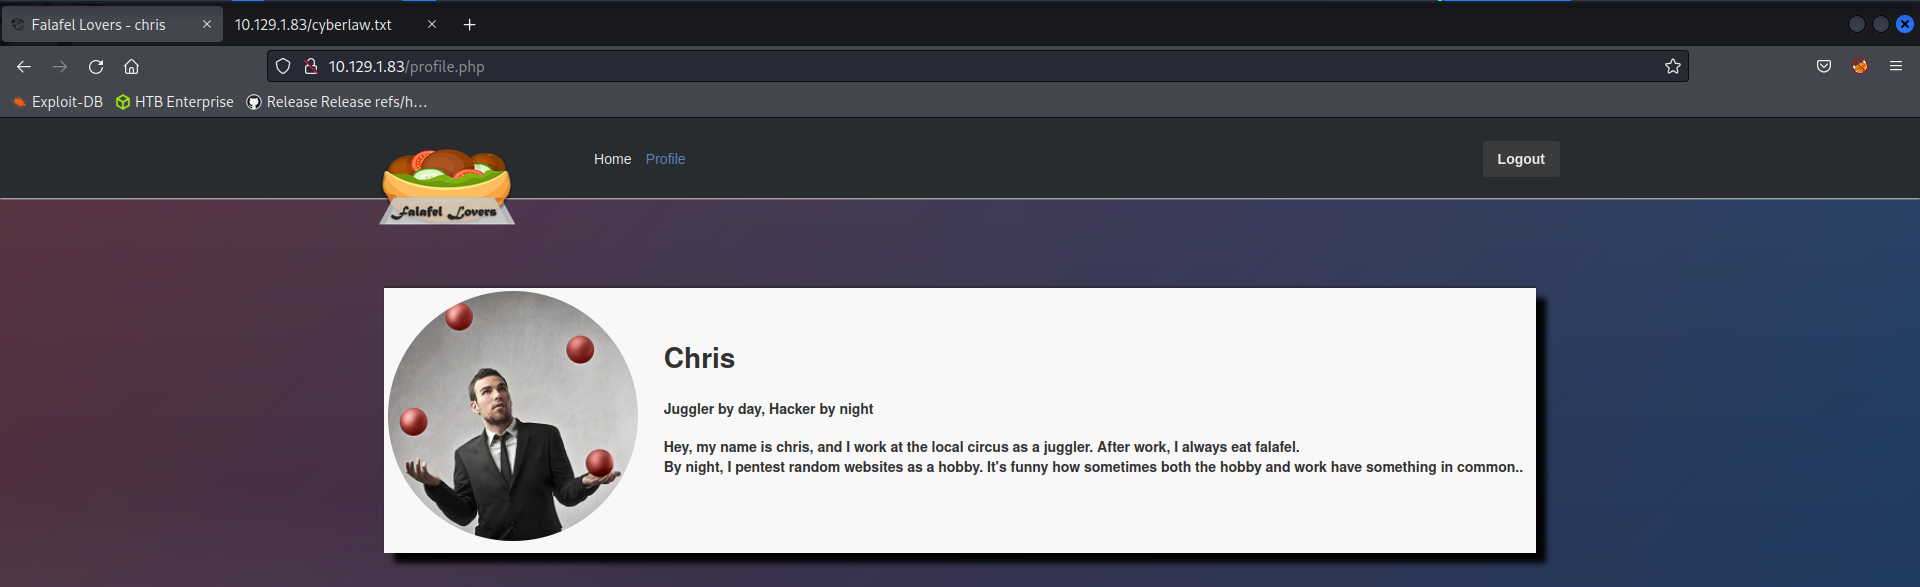 Falafel Lovers - chris
10.129.1.83/cyberlaw.txt
10.129.1.83/profile.php
Exploit-DB
HTB Enterprise
Release Release refs/h...
Falafel Lovers
Home
Profile
Logout
Chris
Juggler by day, Hacker by night
Hey, my name is chris, and I work at the local circus as a juggler. After work, I always eat falafel.
By night, I pentest random websites as a hobby. It's funny how sometimes both the hobby and work have something in common..